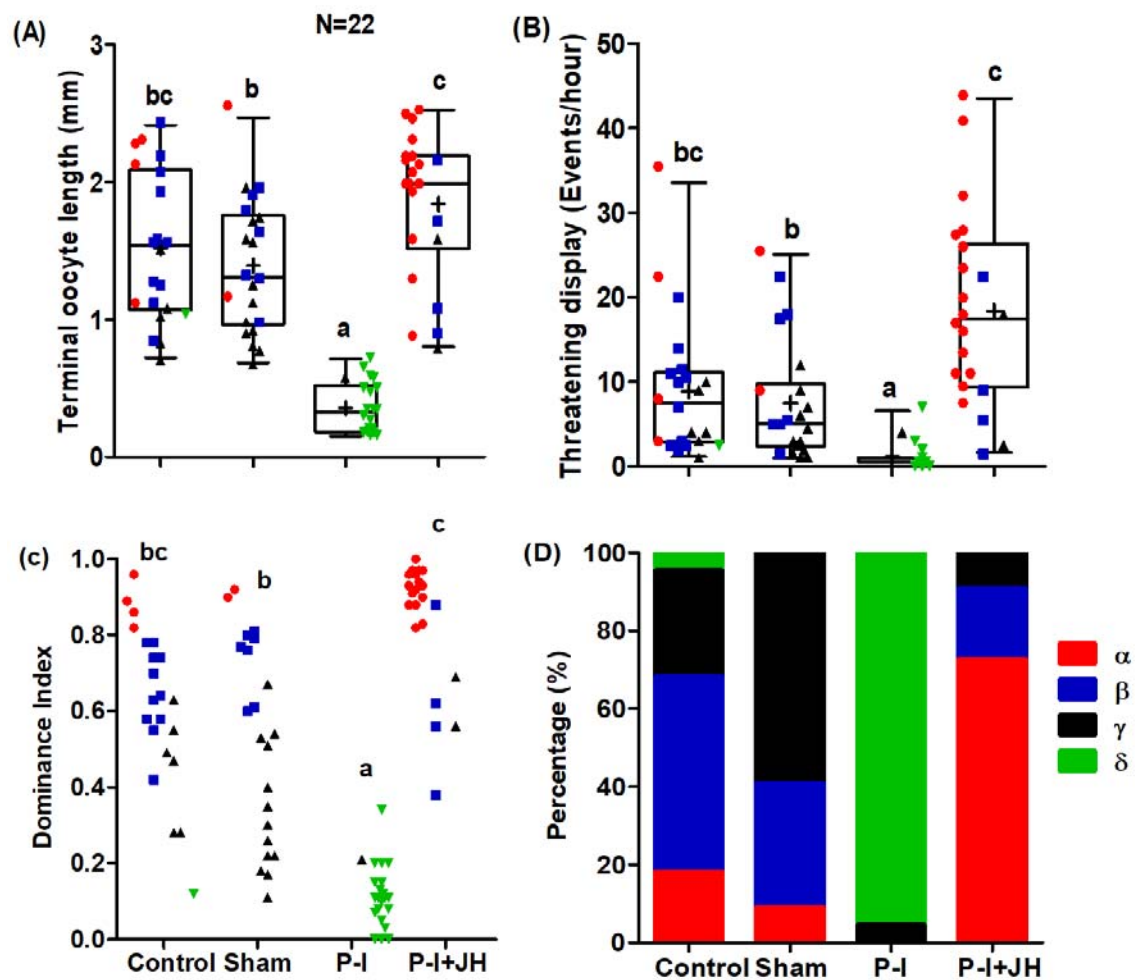 (A)
N=22
Terminal oocyte length (mm)
3
2
1
0
bc
b
a
c
(B)
Threatening display (Events/hour)
50
40
30
20
10
0
bc
b
a
c
(c)
Dominance Index
1.0
0.8
0.6
0.4
0.2
0.0
bc
b
a
c
Control Sham P-I P-I+JH
(D)
Percentage (%)
100
80
60
40
20
0
Control Sham P-I P-I+JH
α
β
γ
δ